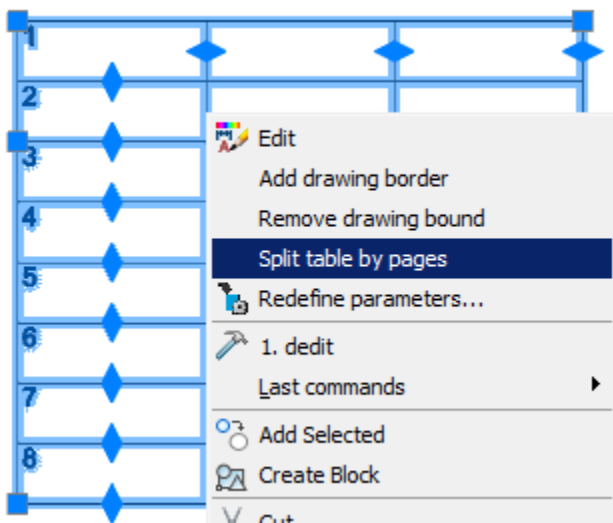 1
2
3
4
5
6
7
8
Edit
Add drawing border
Remove drawing bound
Split table by pages
Redefine parameters...
1. dedit
Last commands
Add Selected
Create Block
Cut